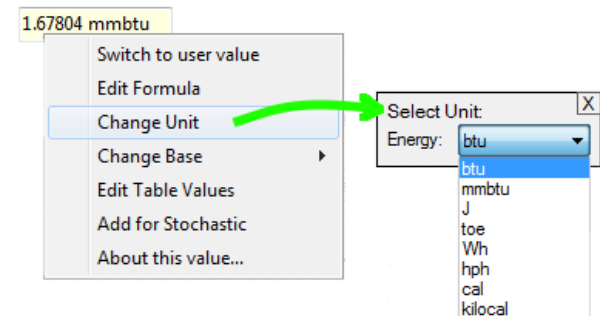 1.67804 mmbtu
Switch to user value
Edit Formula
Change Unit
Change Base
Edit Table Values
Add for Stochastic
About this value...
Select Unit:
X
Energy:
btu
btu
mmbtu
J
toe
Wh
hph
cal
kilocal